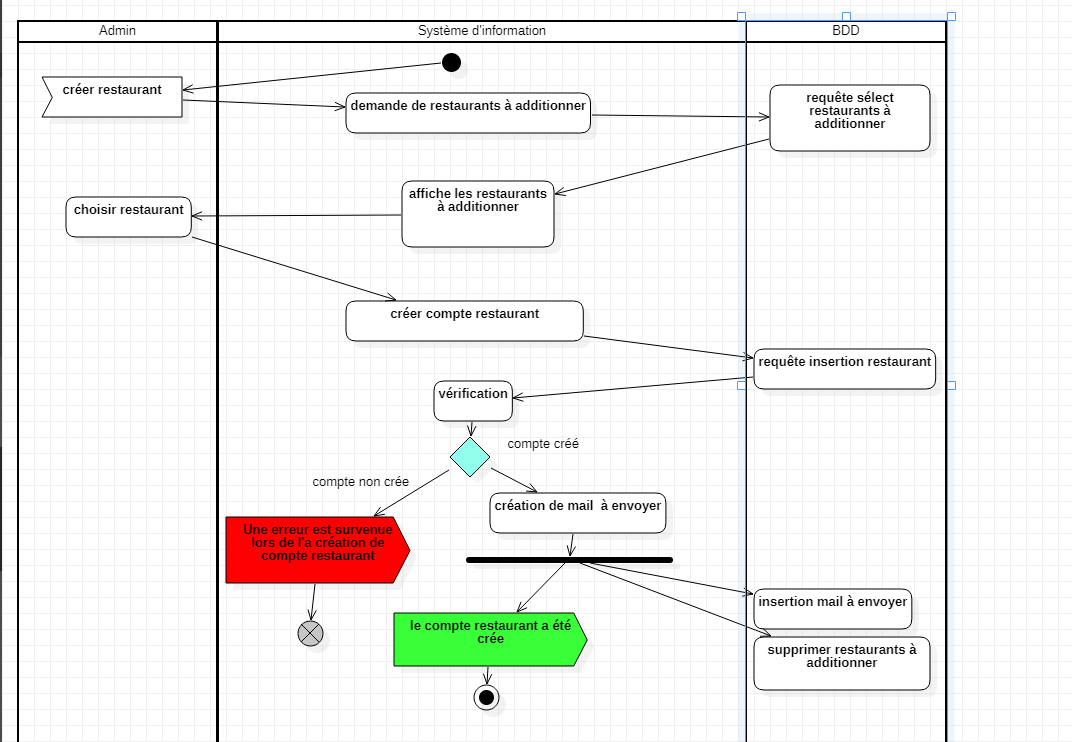 Admin
Système d'information
BDD
créer restaurant
demande de restaurants à additionner
requête sélect
restaurants à
additionner
affiche les restaurants
à additionner
choisir restaurant
créer compte restaurant
requête insertion restaurant
vérification
compte créé
compte non crée
création de mail  à envoyer
Une erreur est survenue
lors de l'a création de
compte restaurant
insertion mail à envoyer
le compte restaurant a été
crée
supprimer restaurants à
additionner